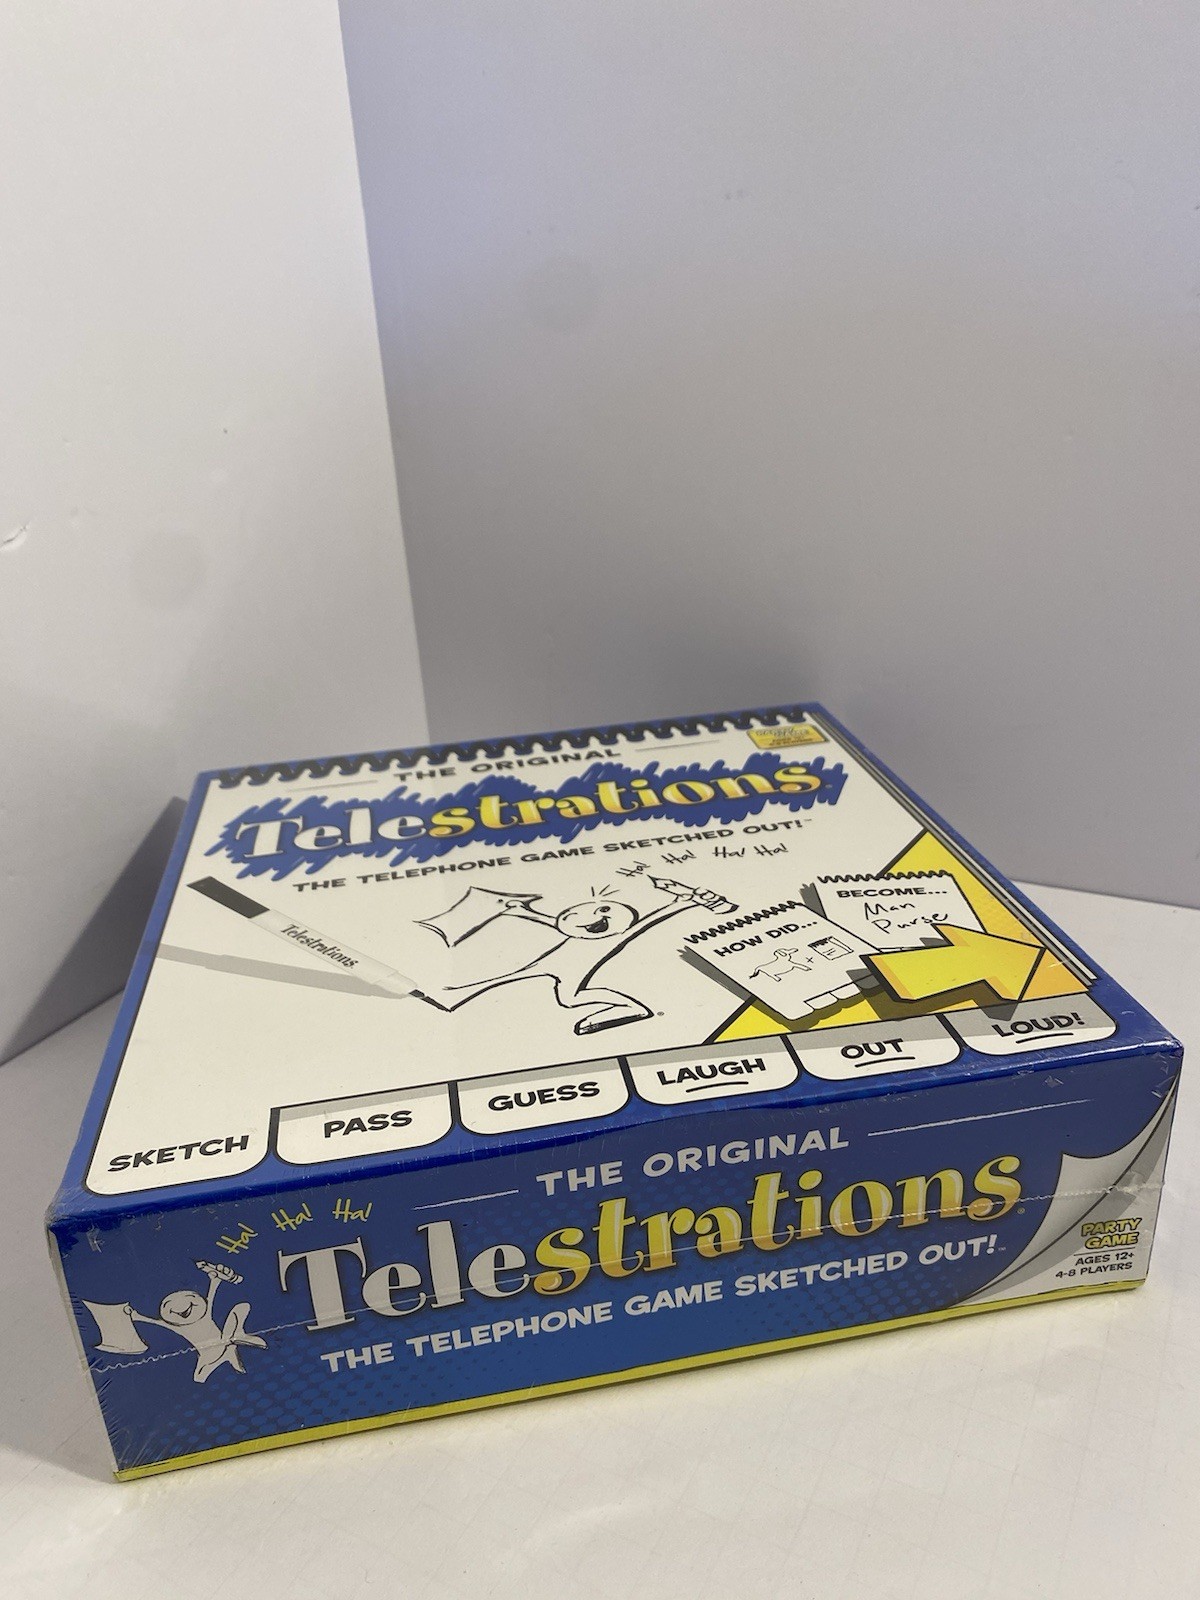 THE ORIGINAL
Telestrations®
THE TELEPHONE GAME SKETCHED OUT!™
Ha! Ha! Ha! Ha!
Telestrations
HOW DID...
+
BECOME...
Man
Purse
SKETCH PASS GUESS LAUGH OUT LOUD!
THE ORIGINAL
Ha! Ha! Ha!
Telestrations®
THE TELEPHONE GAME SKETCHED OUT!™
PARTY
GAME
AGES 12+
4-8 PLAYERS